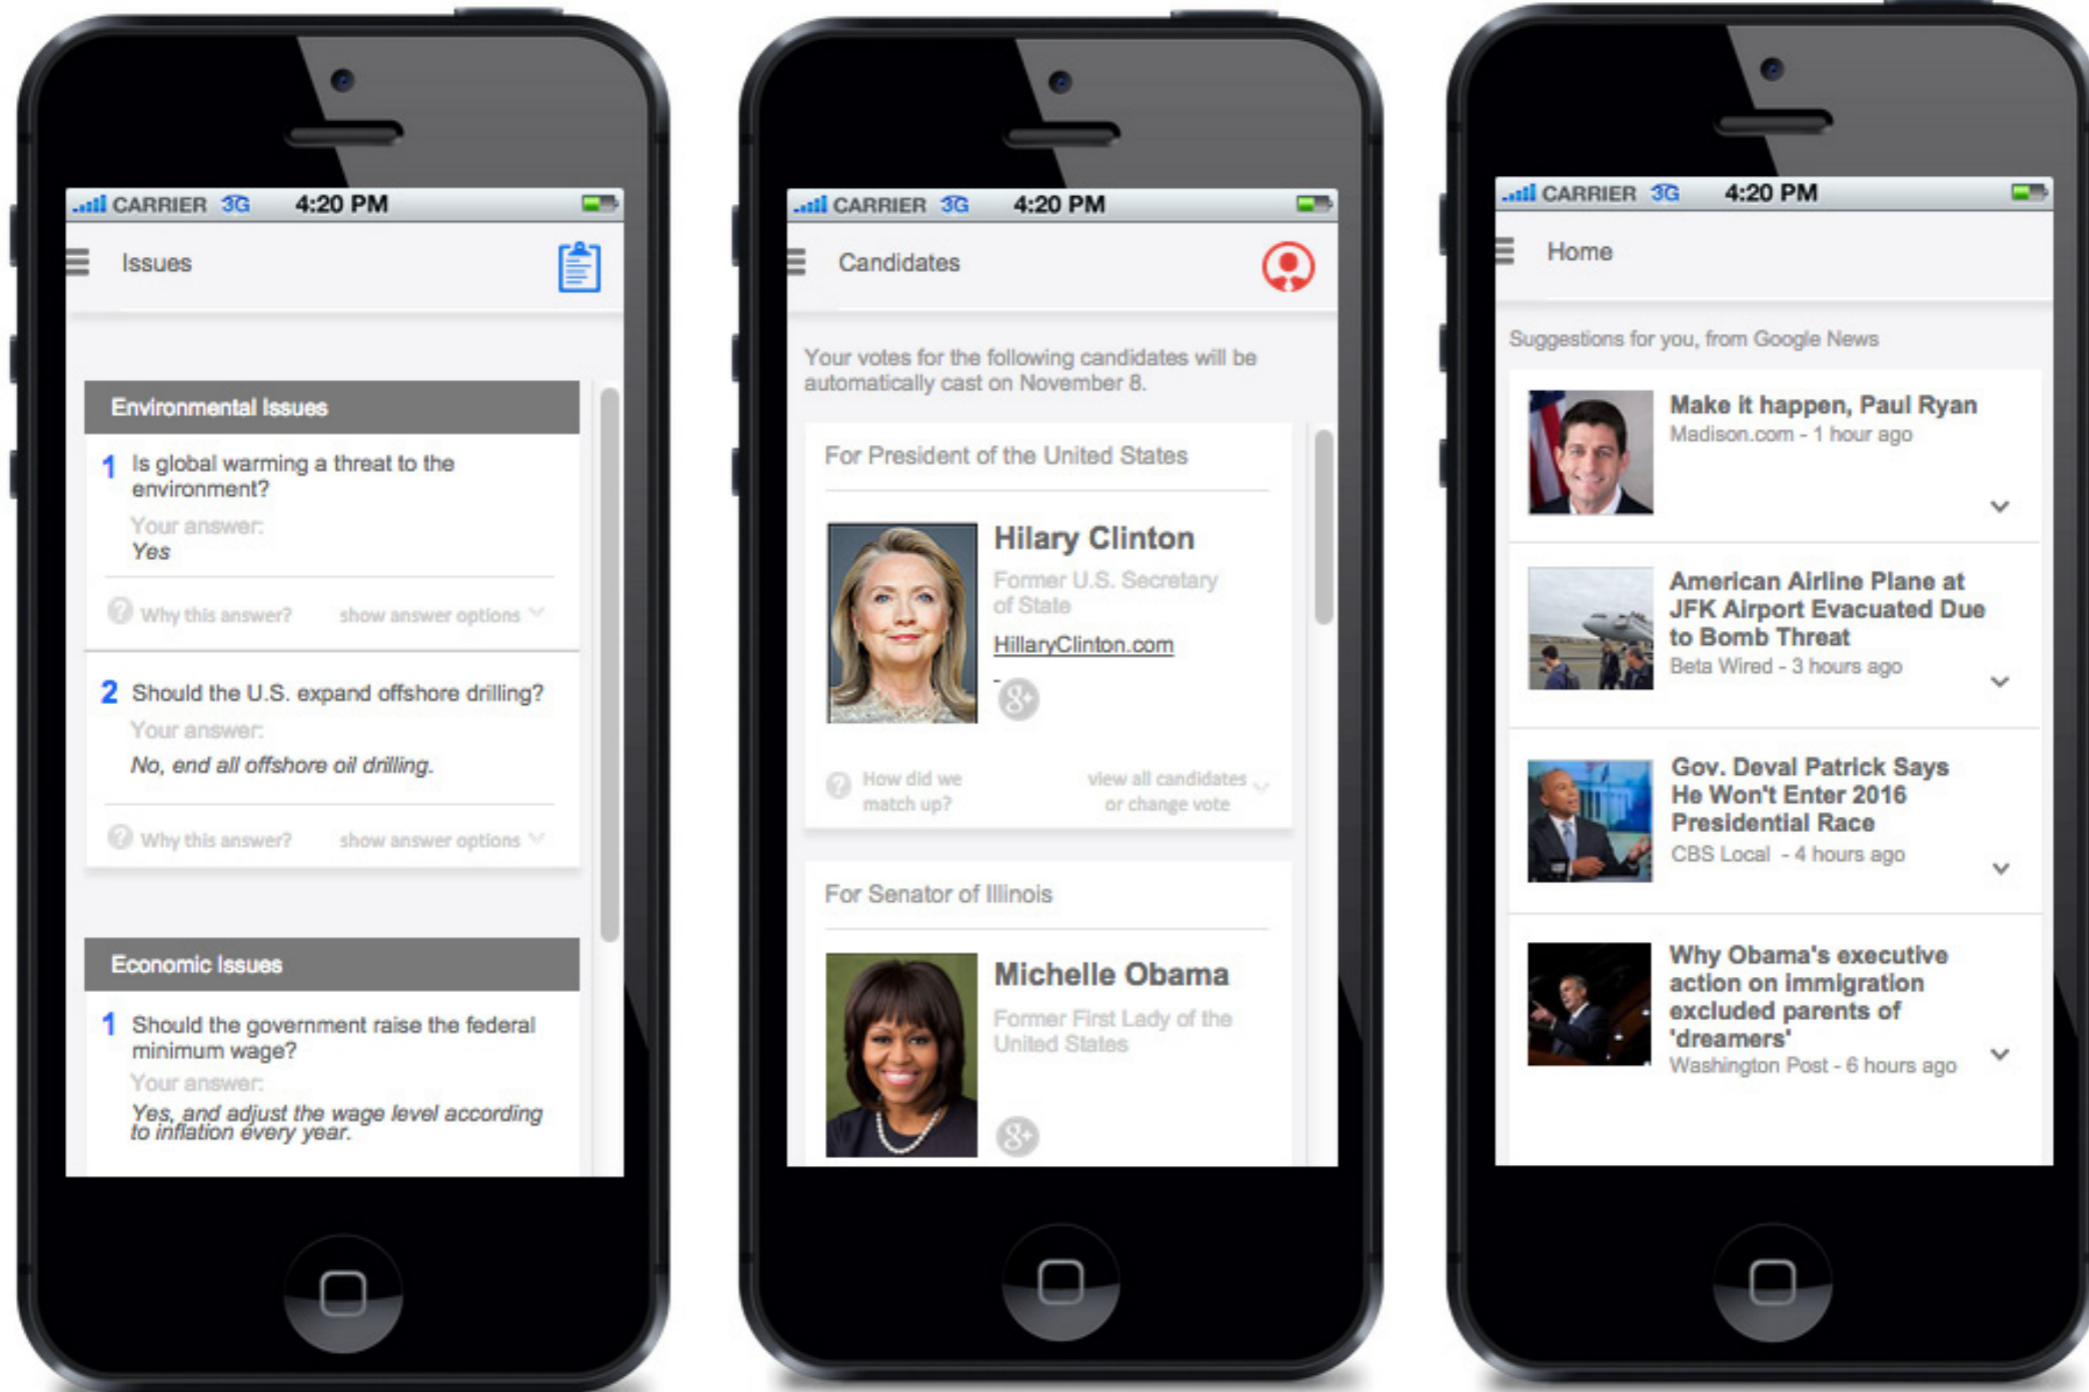 CARRIER 3G 4:20 PM
Issues
Environmental Issues
1 Is global warming a threat to the
environment?
Your answer:
Yes
? Why this answer? show answer options
2 Should the U.S. expand offshore drilling?
Your answer:
No, end all offshore oil drilling.
? Why this answer? show answer options
Economic Issues
1 Should the government raise the federal
minimum wage?
Your answer:
Yes, and adjust the wage level according
to inflation every year.
CARRIER 3G 4:20 PM
Candidates
Your votes for the following candidates will be
automatically cast on November 8.
For President of the United States
Hilary Clinton
Former U.S. Secretary
of State
HillaryClinton.com
g+
? How did we
match up?
view all candidates
or change vote
For Senator of Illinois
Michelle Obama
Former First Lady of the
United States
g+
CARRIER 3G 4:20 PM
Home
Suggestions for you, from Google News
Make it happen, Paul Ryan
Madison.com - 1 hour ago
American Airline Plane at
JFK Airport Evacuated Due
to Bomb Threat
Beta Wired - 3 hours ago
Gov. Deval Patrick Says
He Won't Enter 2016
Presidential Race
CBS Local - 4 hours ago
Why Obama's executive
action on immigration
excluded parents of
'dreamers'
Washington Post - 6 hours ago